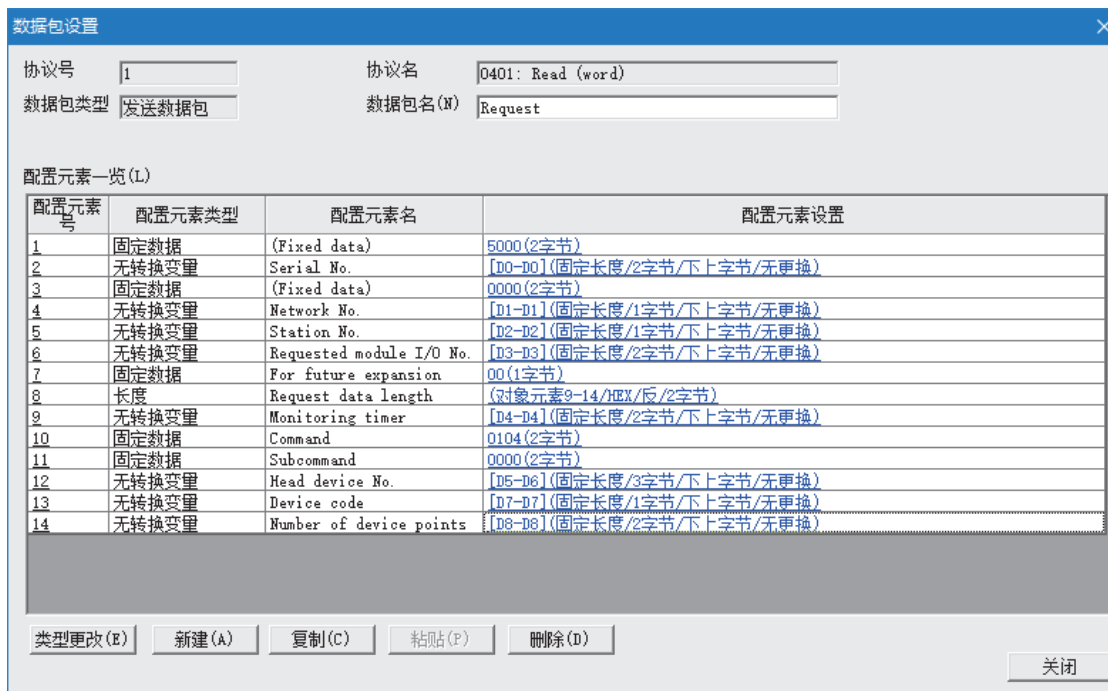 数据包设置
协议号 1 协议名 0401: Read (word)
数据包类型 发送数据包 数据包名(N) Request
配置元素一览(L)
配置元素号 配置元素类型 配置元素名 配置元素设置
1 固定数据 (Fixed data) 5000(2字节)
2 无转换变量 Serial No. [D0-D0](固定长度/2字节/下上字节/无更换)
3 固定数据 (Fixed data) 0000(2字节)
4 无转换变量 Network No. [D1-D1](固定长度/1字节/下上字节/无更换)
5 无转换变量 Station No. [D2-D2](固定长度/1字节/下上字节/无更换)
6 无转换变量 Requested module I/O No. [D3-D3](固定长度/2字节/下上字节/无更换)
7 固定数据 For future expansion 00(1字节)
8 长度 Request data length (对象元素9-14/HEX/反/2字节)
9 无转换变量 Monitoring timer [D4-D4](固定长度/2字节/下上字节/无更换)
10 固定数据 Command 0104(2字节)
11 固定数据 Subcommand 0000(2字节)
12 无转换变量 Head device No. [D5-D6](固定长度/3字节/下上字节/无更换)
13 无转换变量 Device code [D7-D7](固定长度/1字节/下上字节/无更换)
14 无转换变量 Number of device points [D8-D8](固定长度/2字节/下上字节/无更换)
类型更改(E) 新建(A) 复制(C) 粘贴(P) 删除(D)
关闭